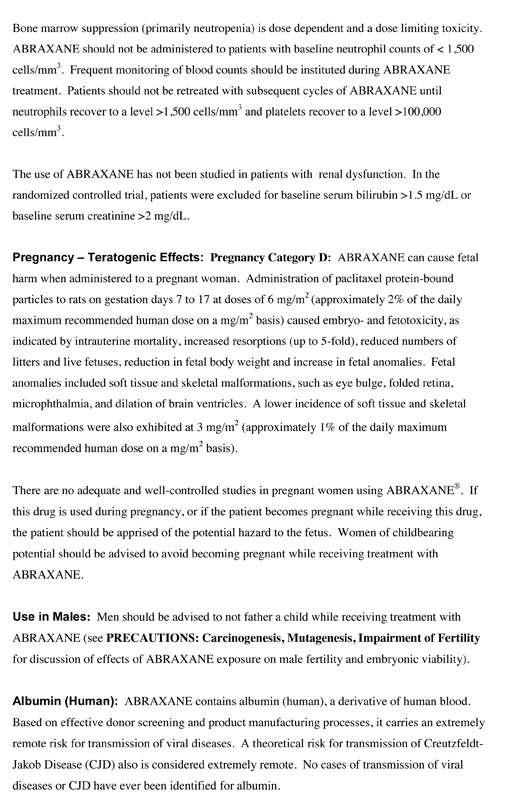 Bone marrow suppression (primarily neutropenia) is dose dependent and a dose limiting toxicity.
ABRAXANE should not be administered to patients with baseline neutrophil counts of < 1,500
cells/mm³. Frequent monitoring of blood counts should be instituted during ABRAXANE
treatment. Patients should not be retreated with subsequent cycles of ABRAXANE until
neutrophils recover to a level >1,500 cells/mm³ and platelets recover to a level >100,000
cells/mm³.
The use of ABRAXANE has not been studied in patients with renal dysfunction. In the
randomized controlled trial, patients were excluded for baseline serum bilirubin >1.5 mg/dL or
baseline serum creatinine >2 mg/dL.
Pregnancy – Teratogenic Effects: Pregnancy Category D: ABRAXANE can cause fetal
harm when administered to a pregnant woman. Administration of paclitaxel protein-bound
particles to rats on gestation days 7 to 17 at doses of 6 mg/m² (approximately 2% of the daily
maximum recommended human dose on a mg/m² basis) caused embryo- and fetotoxicity, as
indicated by intrauterine mortality, increased resorptions (up to 5-fold), reduced numbers of
litters and live fetuses, reduction in fetal body weight and increase in fetal anomalies. Fetal
anomalies included soft tissue and skeletal malformations, such as eye bulge, folded retina,
microphthalmia, and dilation of brain ventricles. A lower incidence of soft tissue and skeletal
malformations were also exhibited at 3 mg/m² (approximately 1% of the daily maximum
recommended human dose on a mg/m² basis).
There are no adequate and well-controlled studies in pregnant women using ABRAXANE®. If
this drug is used during pregnancy, or if the patient becomes pregnant while receiving this drug,
the patient should be apprised of the potential hazard to the fetus. Women of childbearing
potential should be advised to avoid becoming pregnant while receiving treatment with
ABRAXANE.
Use in Males: Men should be advised to not father a child while receiving treatment with
ABRAXANE (see PRECAUTIONS: Carcinogenesis, Mutagenesis, Impairment of Fertility
for discussion of effects of ABRAXANE exposure on male fertility and embryonic viability).
Albumin (Human): ABRAXANE contains albumin (human), a derivative of human blood.
Based on effective donor screening and product manufacturing processes, it carries an extremely
remote risk for transmission of viral diseases. A theoretical risk for transmission of Creutzfeldt-
Jakob Disease (CJD) also is considered extremely remote. No cases of transmission of viral
diseases or CJD have ever been identified for albumin.